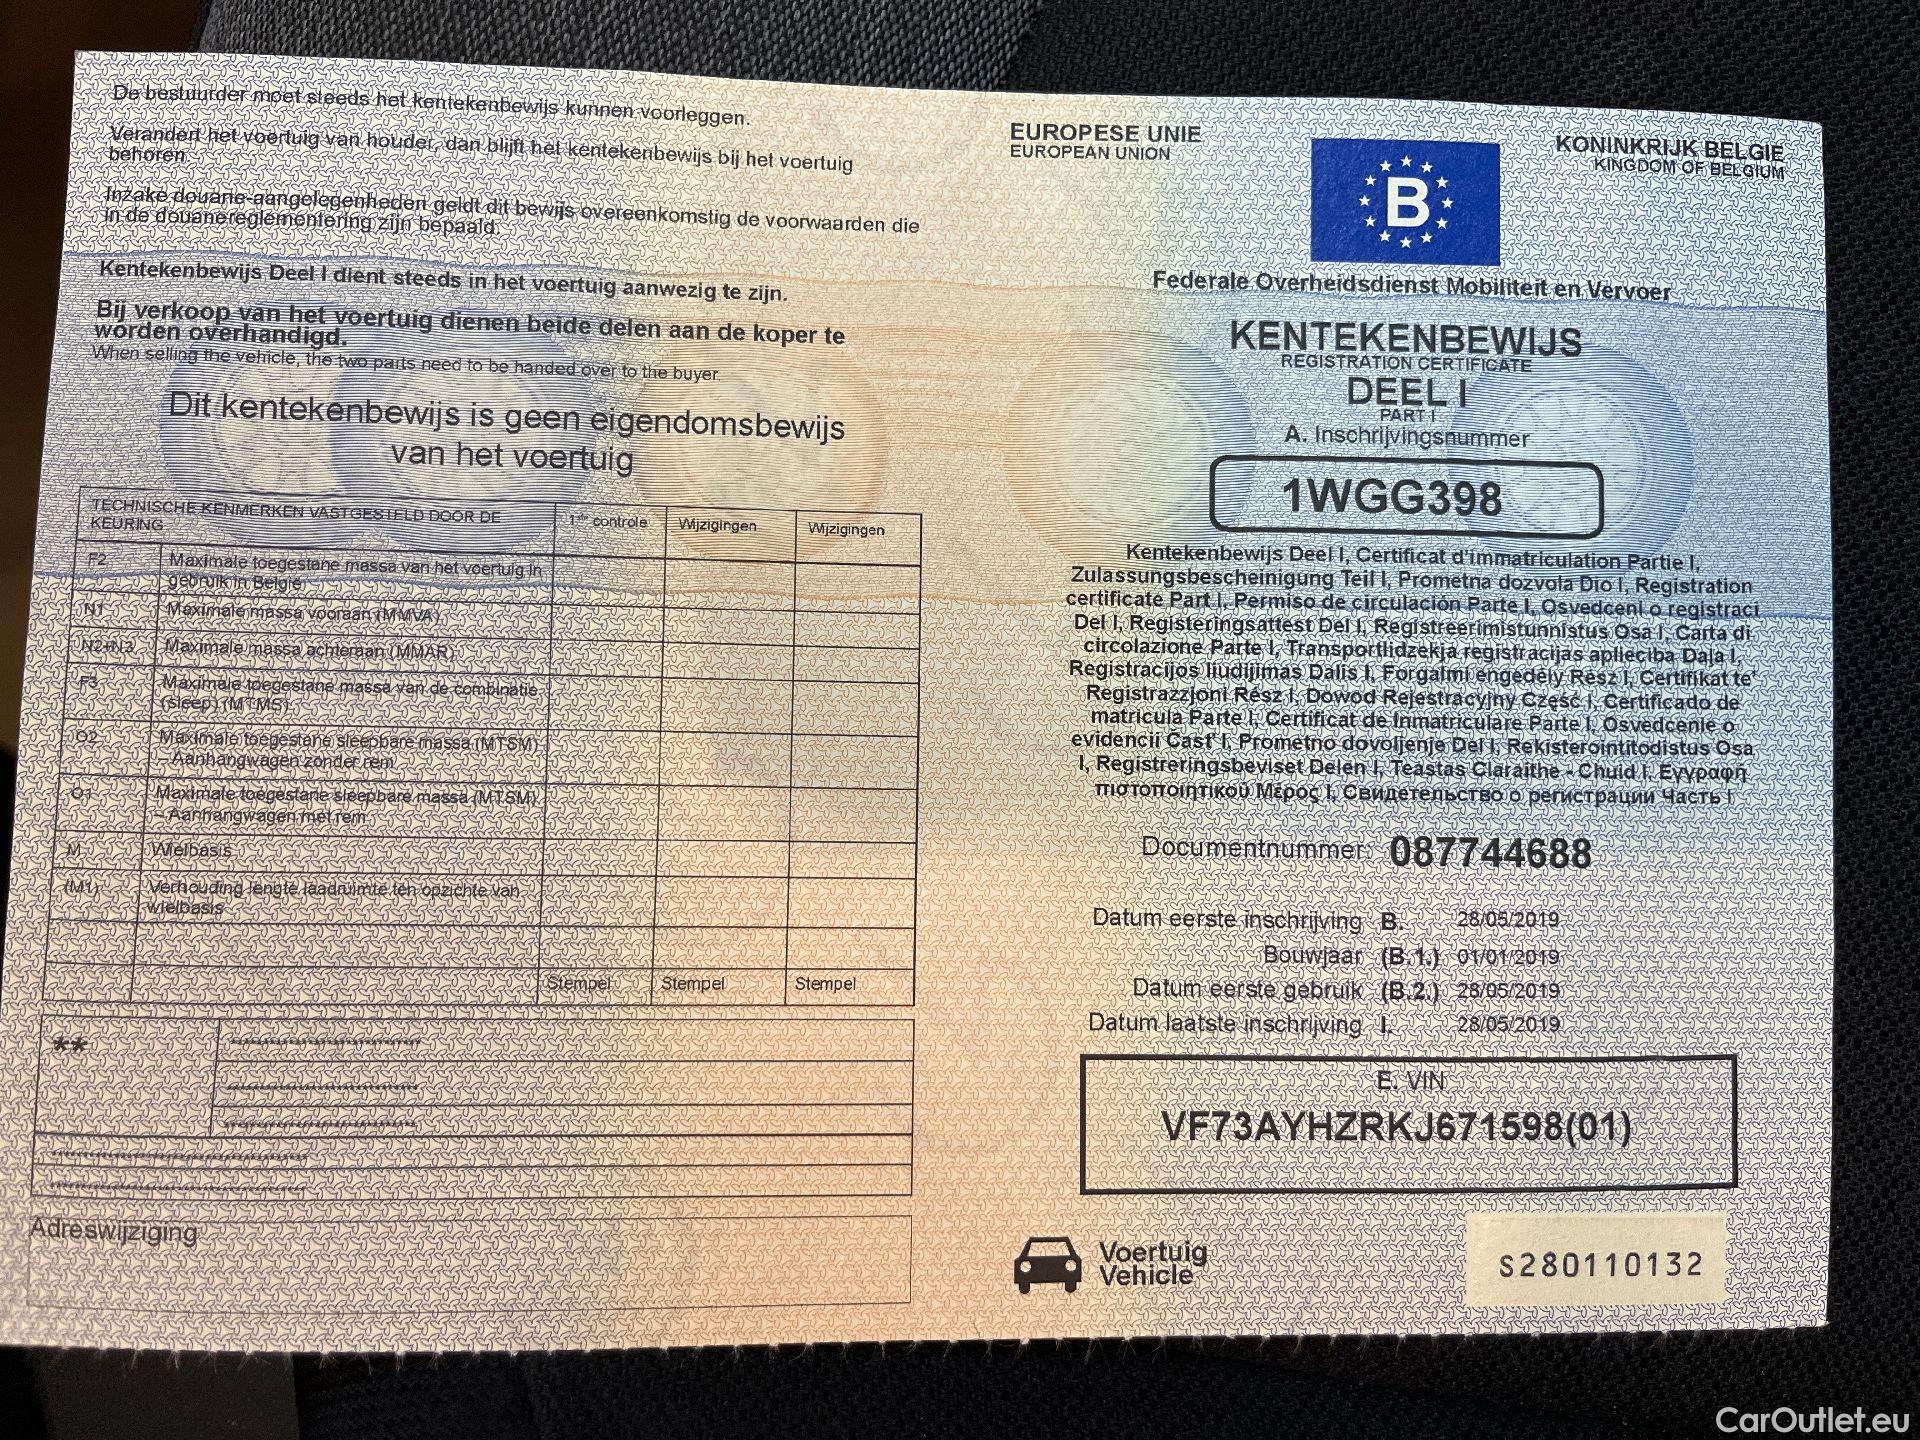 De bestuurder moet steeds het kentekenbewijs kunnen voorleggen.
Verandert het voertuig van houder, dan blijft het kentekenbewijs bij het voertuig
behoren.
Inzake douane-aangelegenheden geldt dit bewijs overeenkomstig de voorwaarden die
in de douanereglementering zijn bepaald.
Kentekenbewijs Deel I dient steeds in het voertuig aanwezig te zijn.
Bij verkoop van het voertuig dienen beide delen aan de koper te
worden overhandigd.
When selling the vehicle, the two parts need to be handed over to the buyer.
Dit kentekenbewijs is geen eigendomsbewijs
van het voertuig
TECHNISCHE KENMERKEN VASTGESTELD DOOR DE
KEURING
1ste controle
Wijzigingen
Wijzigingen
F2 Maximale toegestane massa van het voertuig in
gebruik in België
N1 Maximale massa vooraan (MMVA)
N2+N3 Maximale massa achteraan (MMAR)
F3 Maximale toegestane massa van de combinatie
(sleep) (MTMS)
O2 Maximale toegestane sleepbare massa (MTSM)
– Aanhangwagen zonder rem
O1 Maximale toegestane sleepbare massa (MTSM)
– Aanhangwagen met rem
M Wielbasis
(M1) Verhouding lengte laadruimte ten opzichte van
wielbasis
Stempel Stempel Stempel
**
Adreswijziging
EUROPESE UNIE
EUROPEAN UNION
B
KONINKRIJK BELGIE
KINGDOM OF BELGIUM
Federale Overheidsdienst Mobiliteit en Vervoer
KENTEKENBEWIJS
REGISTRATION CERTIFICATE
DEEL I
PART I
A. Inschrijvingsnummer
1WGG398
Kentekenbewijs Deel I, Certificat d'immatriculation Partie I,
Zulassungsbescheinigung Teil I, Prometna dozvola Dio I, Registration
certificate Part I, Permiso de circulación Parte I, Osvedceni o registraci
Del I, Registeringsattest Del I, Registreerimistunnistus Osa I, Carta di
circolazione Parte I, Transportlidzekja registracijas apliecība Daļa I,
Registracijos liudijimas Dalis I, Forgalmi engedély Rész I, Certifikat te'
Registrazzjoni Rész I, Dowod Rejestracyjny Część I, Certificado de
matricula Parte I, Certificat de Inmatriculare Parte I, Osvedcenie o
evidencii Cast' I, Prometno dovoljenje Del I, Rekisterointitodistus Osa
I, Registreringsbeviset Delen I, Teastas Claraithe - Chuid I, Εγγραφή
πιστοποιητικού Μέρος I, Свидетельство о регистрации Часть I
Documentnummer: 087744688
Datum eerste inschrijving B. 28/05/2019
Bouwjaar (B.1.) 01/01/2019
Datum eerste gebruik (B.2.) 28/05/2019
Datum laatste inschrijving I. 28/05/2019
E. VIN
VF73AYHZRKJ671598(01)
Voertuig
Vehicle
S280110132
CarOutlet.eu